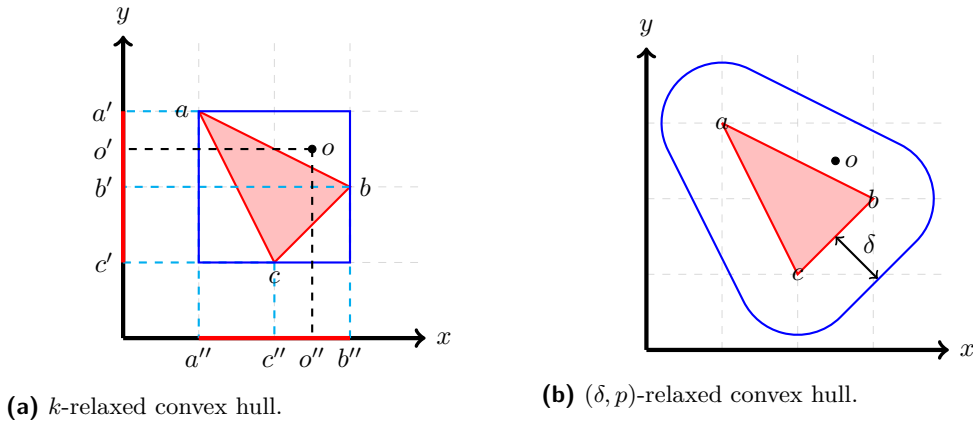 y
a′
o′
b′
c′
a
o
b
c
x
a′′ c′′ o′′ b′′
(a) k-relaxed convex hull.
y
a
o
b
c
δ
x
(b) (δ, p)-relaxed convex hull.